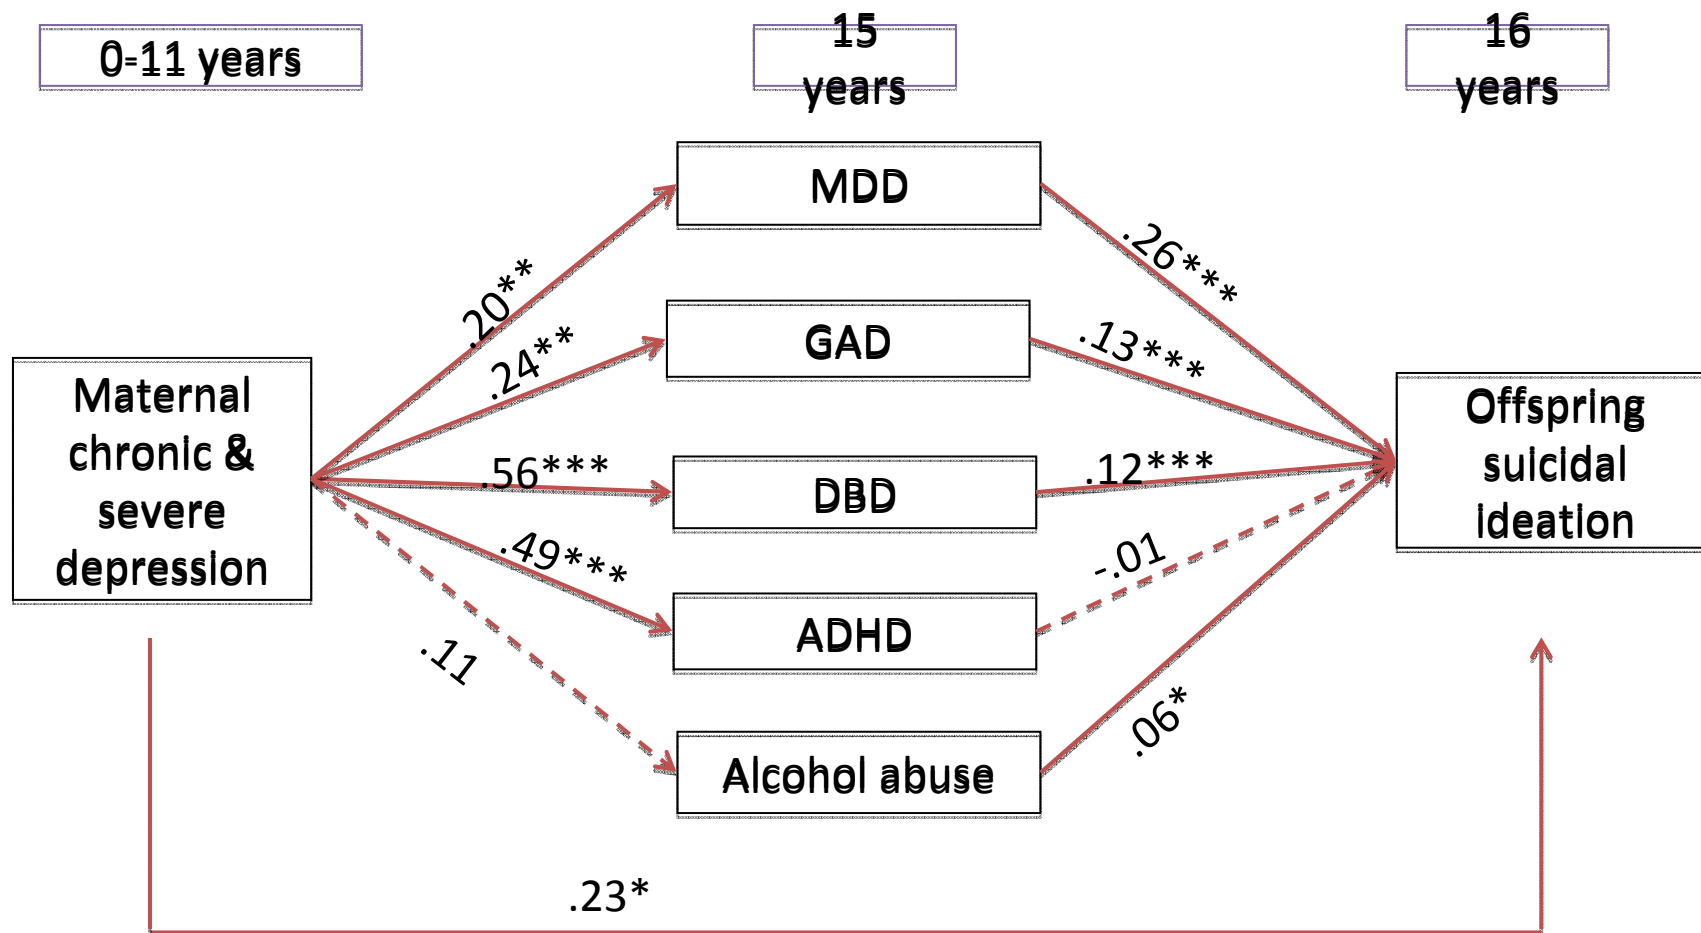 0-11 years
15
years
16
years
MDD
.20**
.26***
GAD
.24**
.13***
Maternal
chronic &
severe
depression
.56***
DBD
.12***
Offspring
suicidal
ideation
.49***
ADHD
-.01
.11
Alcohol abuse
.06*
.23*